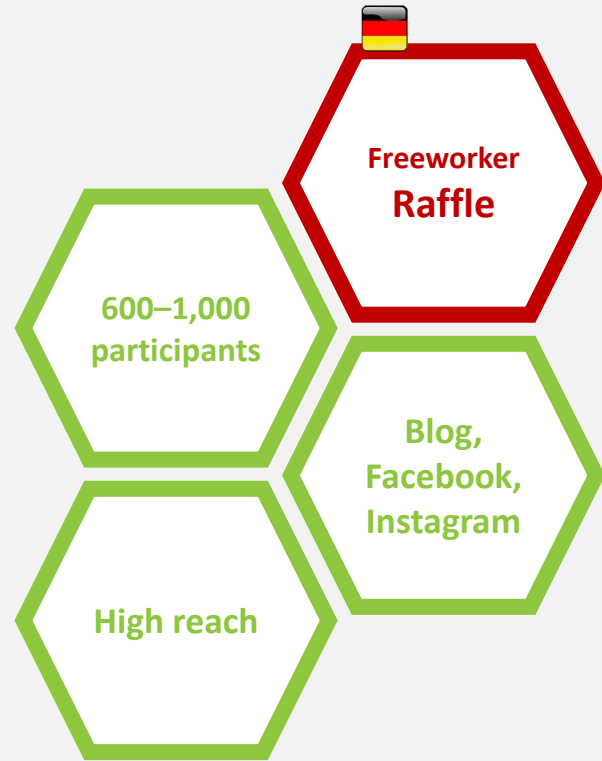 Freeworker
Raffle
600–1,000
participants
Blog,
Facebook,
Instagram
High reach